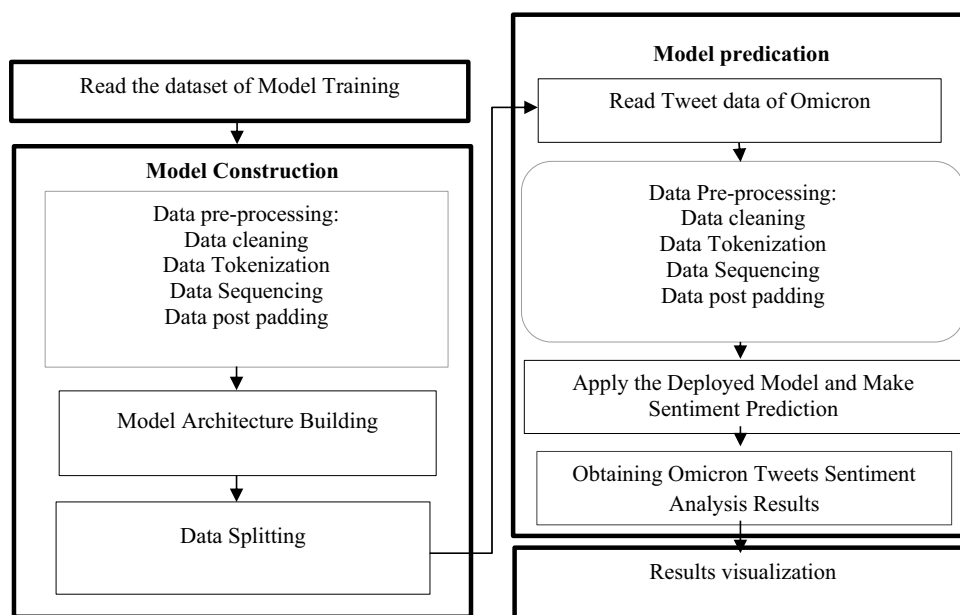 Read the dataset of Model Training
Model Construction
Data pre-processing:
Data cleaning
Data Tokenization
Data Sequencing
Data post padding
Model Architecture Building
Data Splitting
Model predication
Read Tweet data of Omicron
Data Pre-processing:
Data cleaning
Data Tokenization
Data Sequencing
Data post padding
Apply the Deployed Model and Make
Sentiment Prediction
Obtaining Omicron Tweets Sentiment
Analysis Results
Results visualization